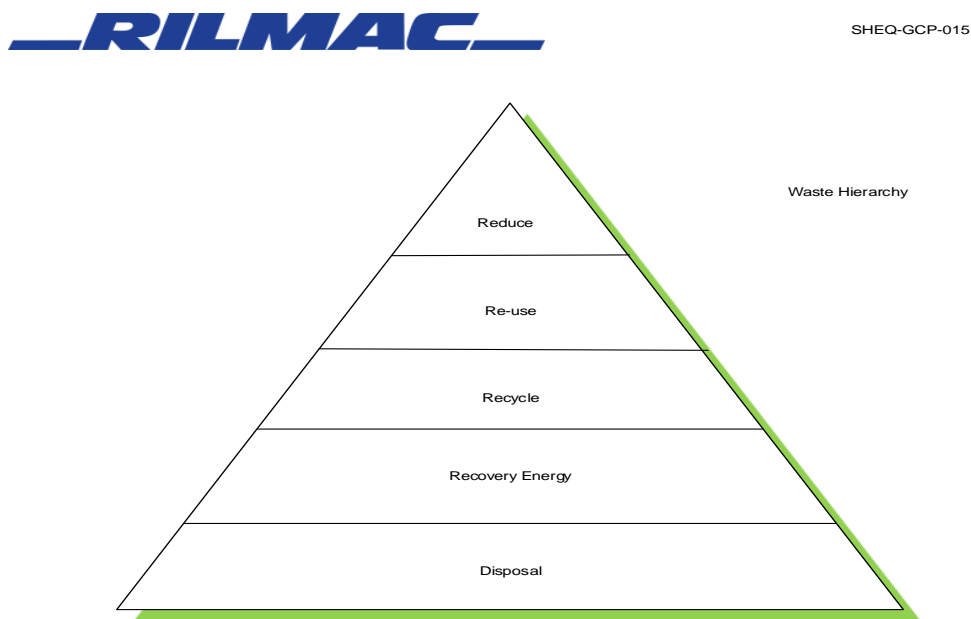 RILMAC
SHEQ-GCP-015
Waste Hierarchy
Reduce
Re-use
Recycle
Recovery Energy
Disposal